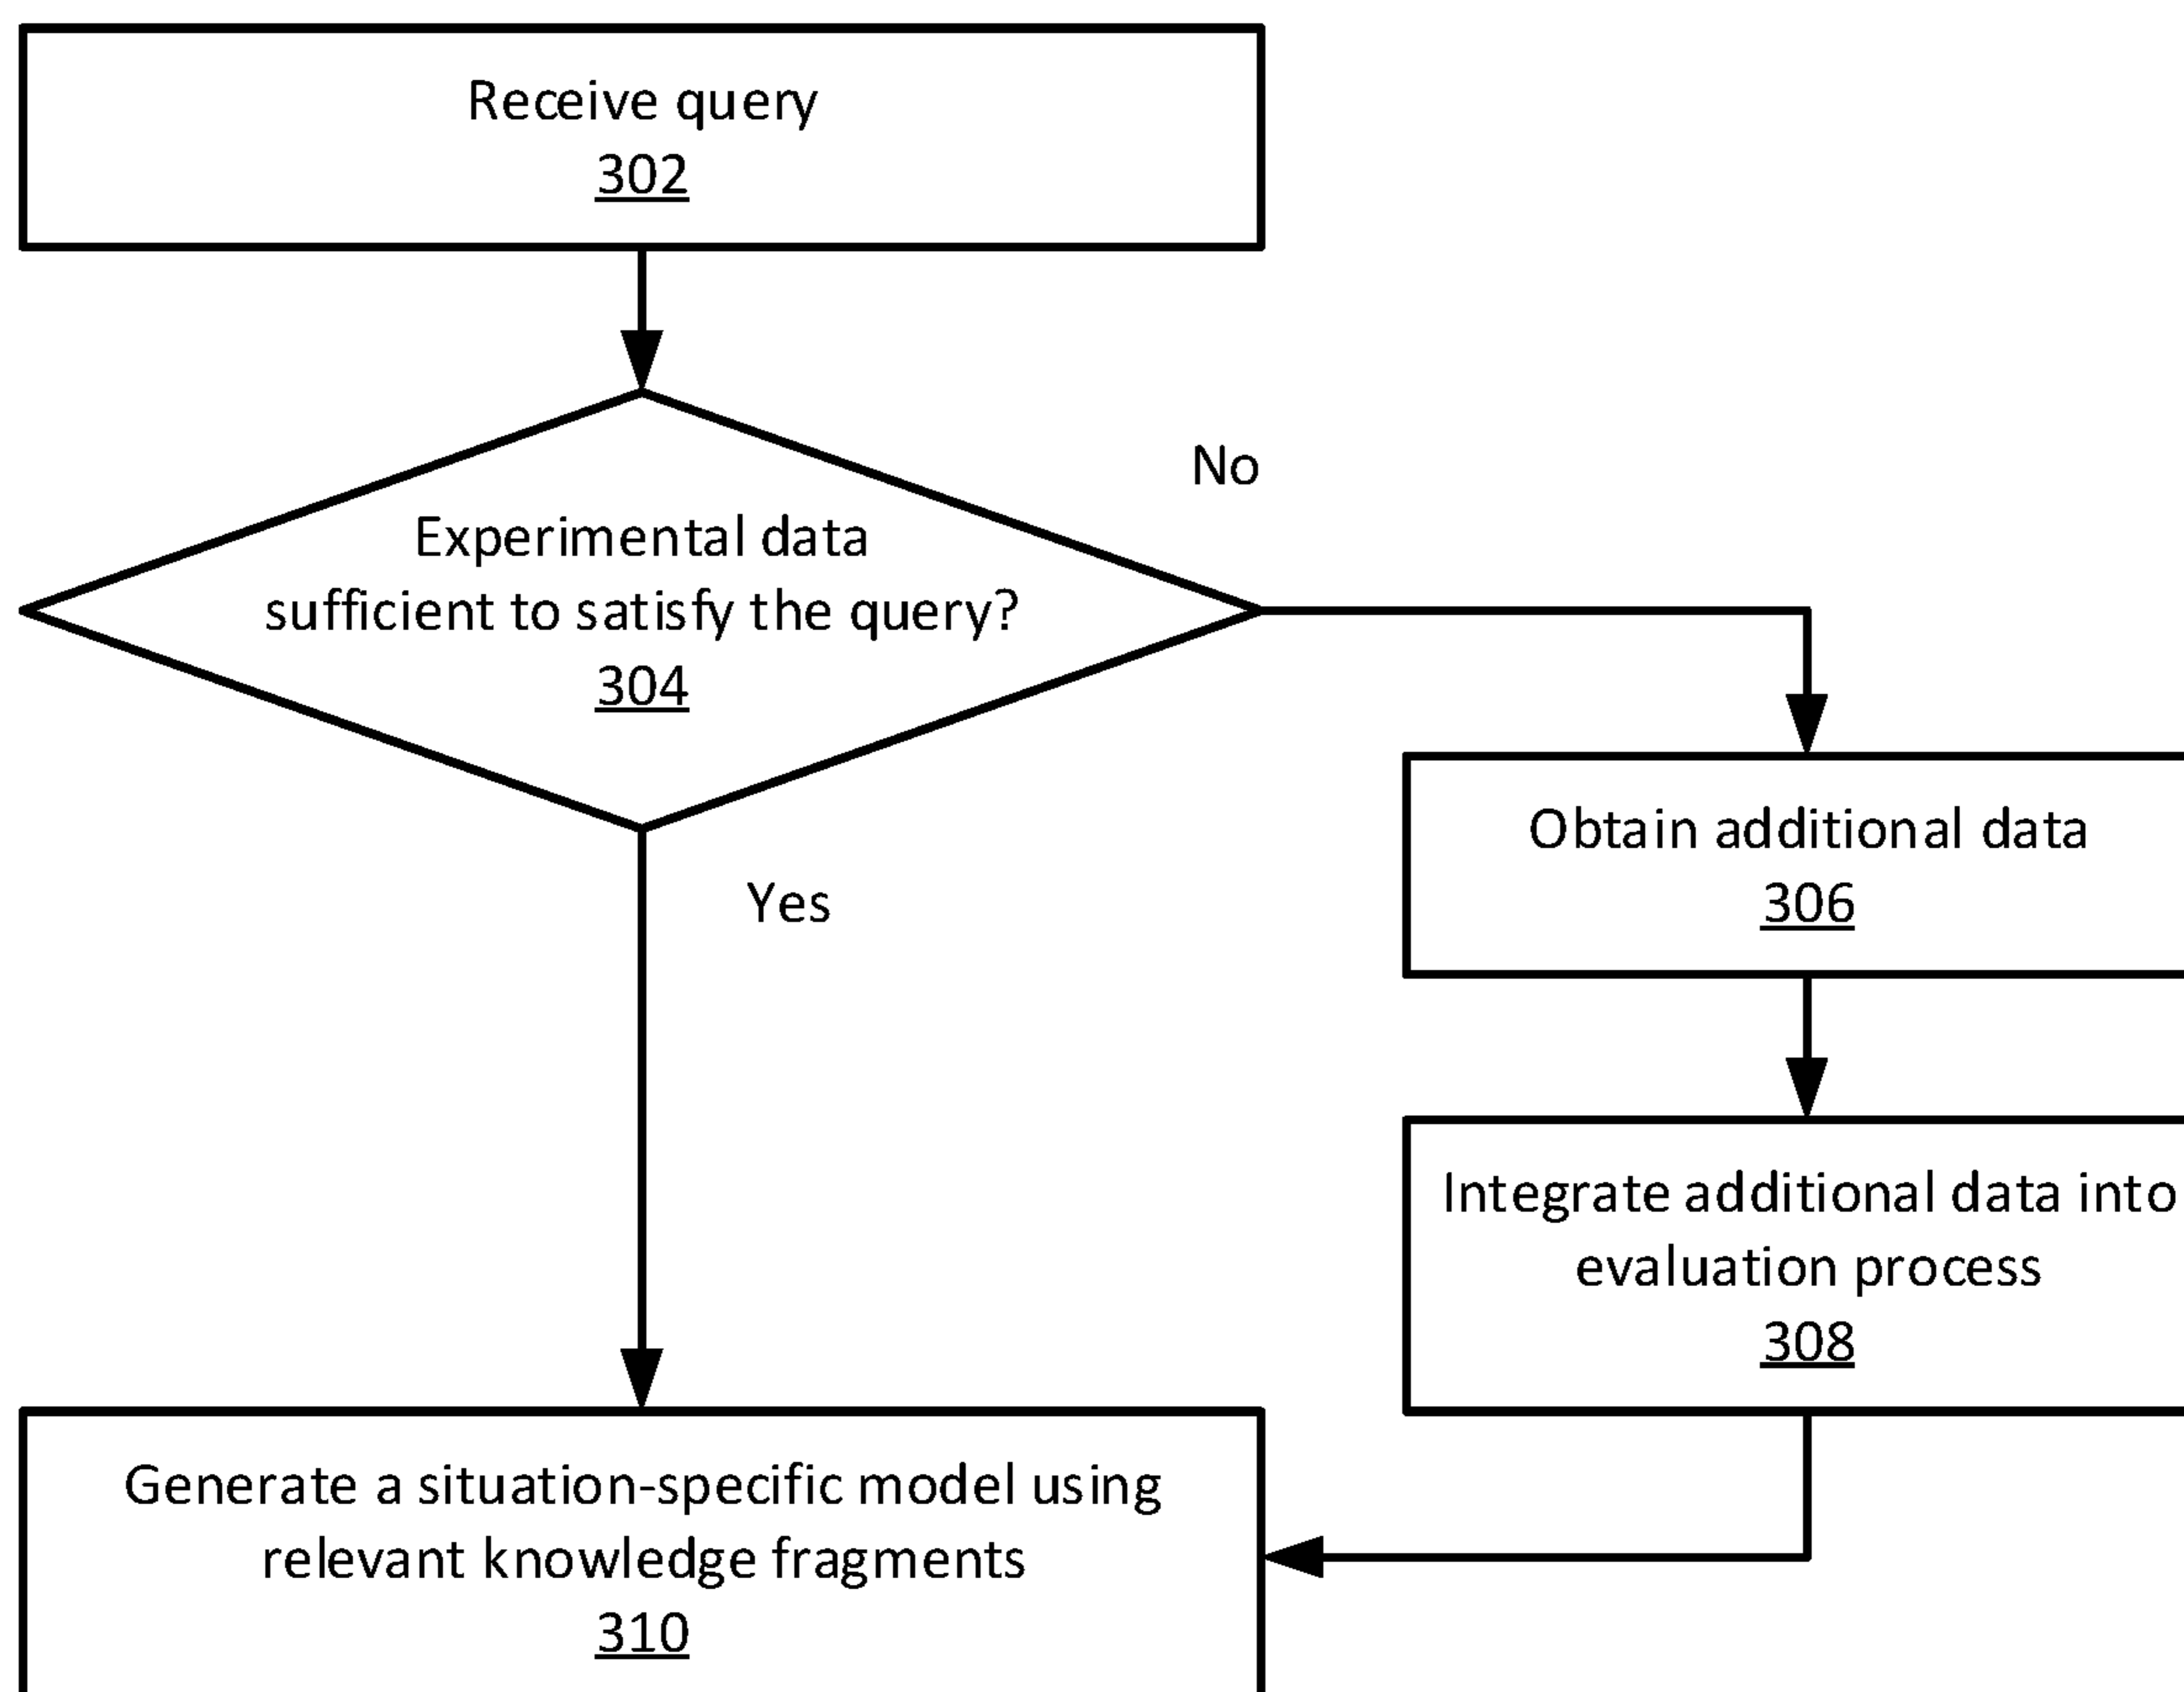 Receive query
302
No
Experimental data
sufficient to satisfy the query?
304
Yes
Obtain additional data
306
Integrate additional data into
evaluation process
308
Generate a situation-specific model using
relevant knowledge fragments
310